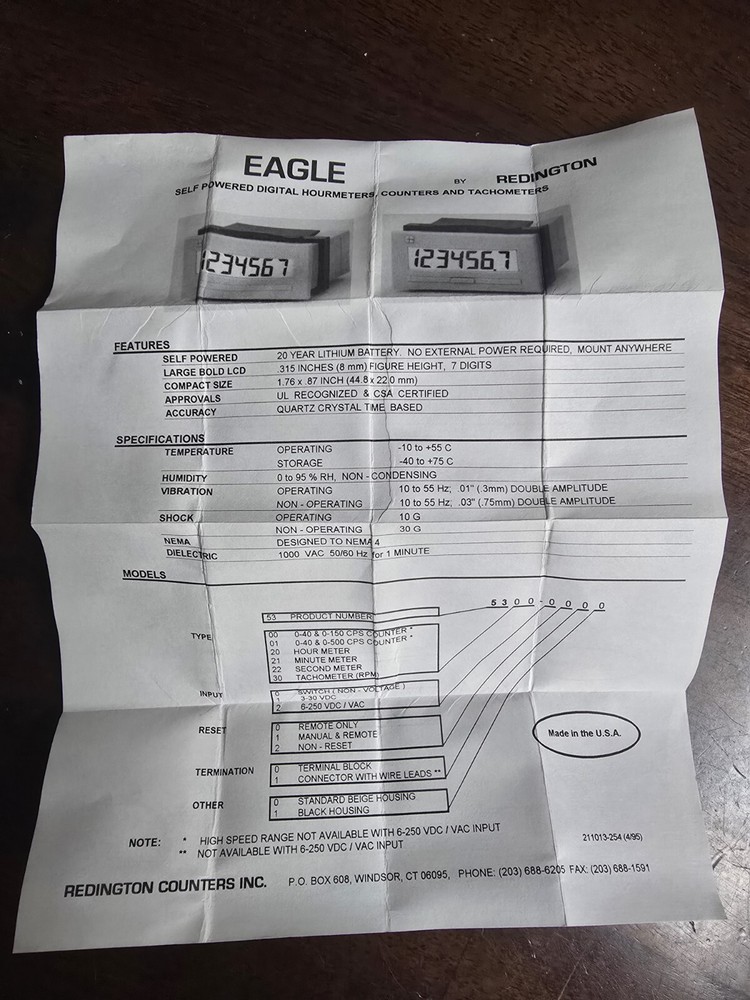 EAGLE BY REDINGTON
SELF POWERED DIGITAL HOURMETERS, COUNTERS AND TACHOMETERS
1234567
123456.7
FEATURES
SELF POWERED 20 YEAR LITHIUM BATTERY. NO EXTERNAL POWER REQUIRED, MOUNT ANYWHERE
LARGE BOLD LCD .315 INCHES (8 mm) FIGURE HEIGHT, 7 DIGITS
COMPACT SIZE 1.76 x .87 INCH (44.8 x 22.0 mm)
APPROVALS UL RECOGNIZED & CSA CERTIFIED
ACCURACY QUARTZ CRYSTAL TIME BASED
SPECIFICATIONS
TEMPERATURE OPERATING -10 to +55 C
STORAGE -40 to +75 C
HUMIDITY 0 to 95 % RH, NON - CONDENSING
VIBRATION OPERATING 10 to 55 Hz; .01" (.3mm) DOUBLE AMPLITUDE
NON - OPERATING 10 to 55 Hz; .03" (.75mm) DOUBLE AMPLITUDE
SHOCK OPERATING 10 G
NON - OPERATING 30 G
NEMA DESIGNED TO NEMA 4
DIELECTRIC 1000 VAC 50/60 Hz for 1 MINUTE
MODELS
5 3 0 0 - 0 0 0 0
53 PRODUCT NUMBER
TYPE
00 0-40 & 0-150 CPS COUNTER *
01 0-40 & 0-500 CPS COUNTER *
20 HOUR METER
21 MINUTE METER
22 SECOND METER
30 TACHOMETER (RPM)
INPUT
0 SWITCH ( NON - VOLTAGE )
1 3-30 VDC
2 6-250 VDC / VAC
RESET
0 REMOTE ONLY
1 MANUAL & REMOTE
2 NON - RESET
Made in the U.S.A.
TERMINATION
0 TERMINAL BLOCK
1 CONNECTOR WITH WIRE LEADS **
OTHER
0 STANDARD BEIGE HOUSING
1 BLACK HOUSING
NOTE: * HIGH SPEED RANGE NOT AVAILABLE WITH 6-250 VDC / VAC INPUT
** NOT AVAILABLE WITH 6-250 VDC / VAC INPUT
211013-254 (4/95)
REDINGTON COUNTERS INC. P.O. BOX 608, WINDSOR, CT 06095, PHONE: (203) 688-6205 FAX: (203) 688-1591